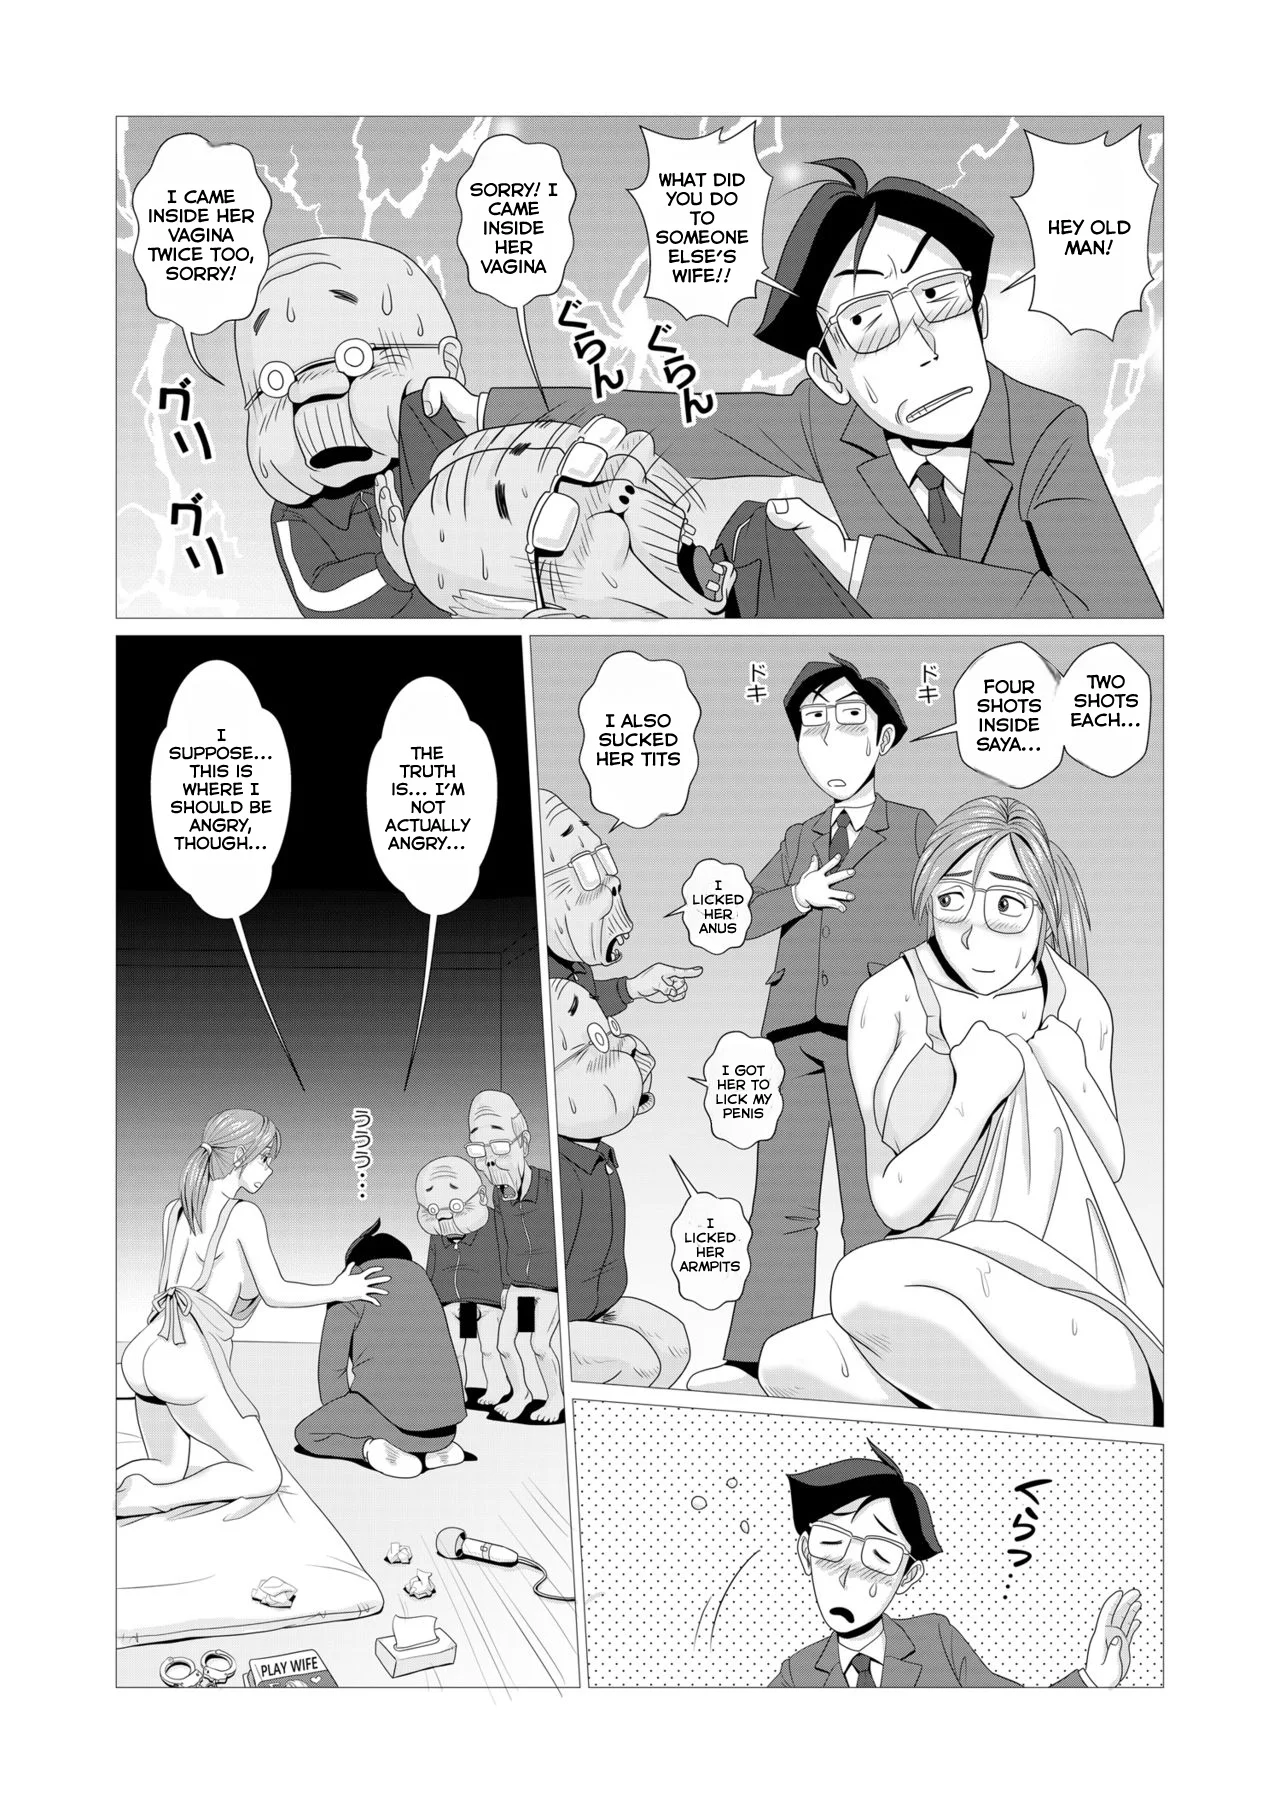 HEY OLD
MAN!
WHAT DID
YOU DO
TO
SOMEONE
ELSE'S
WIFE!!
SORRY! I
CAME
INSIDE
HER
VAGINA
I CAME
INSIDE HER
VAGINA
TWICE TOO,
SORRY!
ぐらん
ぐらん
グリ
グリ
TWO
SHOTS
EACH...
FOUR
SHOTS
INSIDE
SAYA...
ドキ
ドキ
I ALSO
SUCKED
HER TITS
I
LICKED
HER
ANUS
I GOT
HER TO
LICK MY
PENIS
I
LICKED
HER
ARMPITS
くらっ…
THE
TRUTH
IS... I'M
NOT
ACTUALLY
ANGRY...
I
SUPPOSE...
THIS IS
WHERE I
SHOULD BE
ANGRY,
THOUGH...
ううっ…
PLAY WIFE